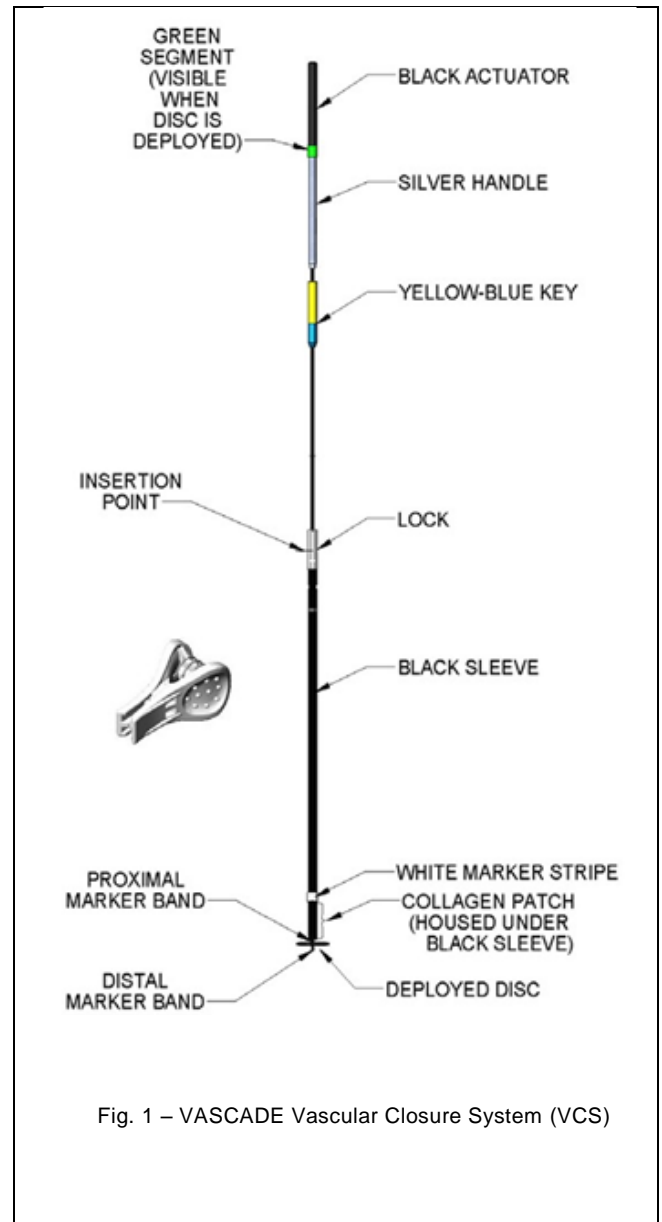 GREEN
SEGMENT
(VISIBLE
WHEN
DISC IS
DEPLOYED)
BLACK ACTUATOR
SILVER HANDLE
YELLOW-BLUE KEY
INSERTION
POINT
LOCK
BLACK SLEEVE
WHITE MARKER STRIPE
PROXIMAL
MARKER BAND
COLLAGEN PATCH
(HOUSED UNDER
BLACK SLEEVE)
DISTAL
MARKER BAND
DEPLOYED DISC
Fig. 1 – VASCADE Vascular Closure System (VCS)